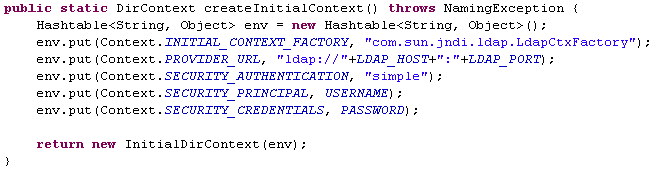 public static DirContext createInitialContext() throws NamingException {
    Hashtable<String, Object> env = new Hashtable<String, Object>();
    env.put(Context.INITIAL_CONTEXT_FACTORY, "com.sun.jndi.ldap.LdapCtxFactory");
    env.put(Context.PROVIDER_URL, "ldap://"+LDAP_HOST+":"+LDAP_PORT);
    env.put(Context.SECURITY_AUTHENTICATION, "simple");
    env.put(Context.SECURITY_PRINCIPAL, USERNAME);
    env.put(Context.SECURITY_CREDENTIALS, PASSWORD);
    return new InitialDirContext(env);
}